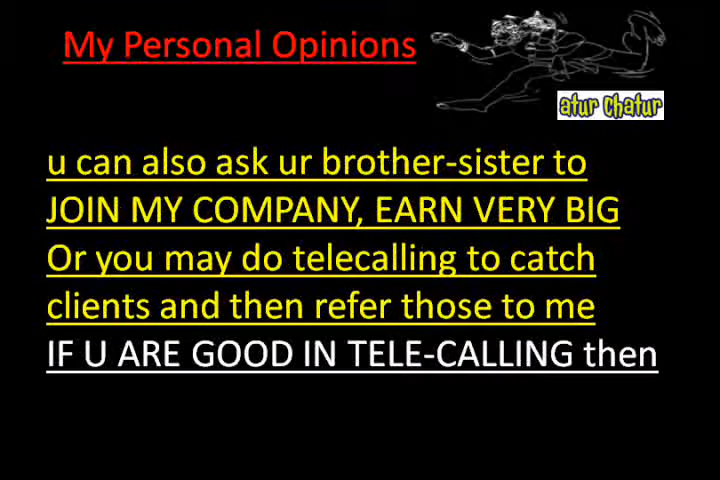 My Personal Opinions
atur chatur
u can also ask ur brother-sister to
JOIN MY COMPANY, EARN VERY BIG
Or you may do telecalling to catch
clients and then refer those to me
IF U ARE GOOD IN TELE-CALLING then